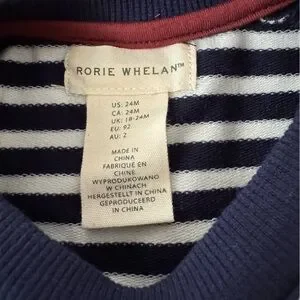 RORIE WHELAN™
US: 24M
CA: 24M
UK: 18-24M
EU: 92
AU: 2
MADE IN
CHINA
FABRIQUÉ EN
CHINE
WYPRODUKOWANO
W CHINACH
HERGESTELLT IN CHINA
GEPRODUCEERD
IN CHINA